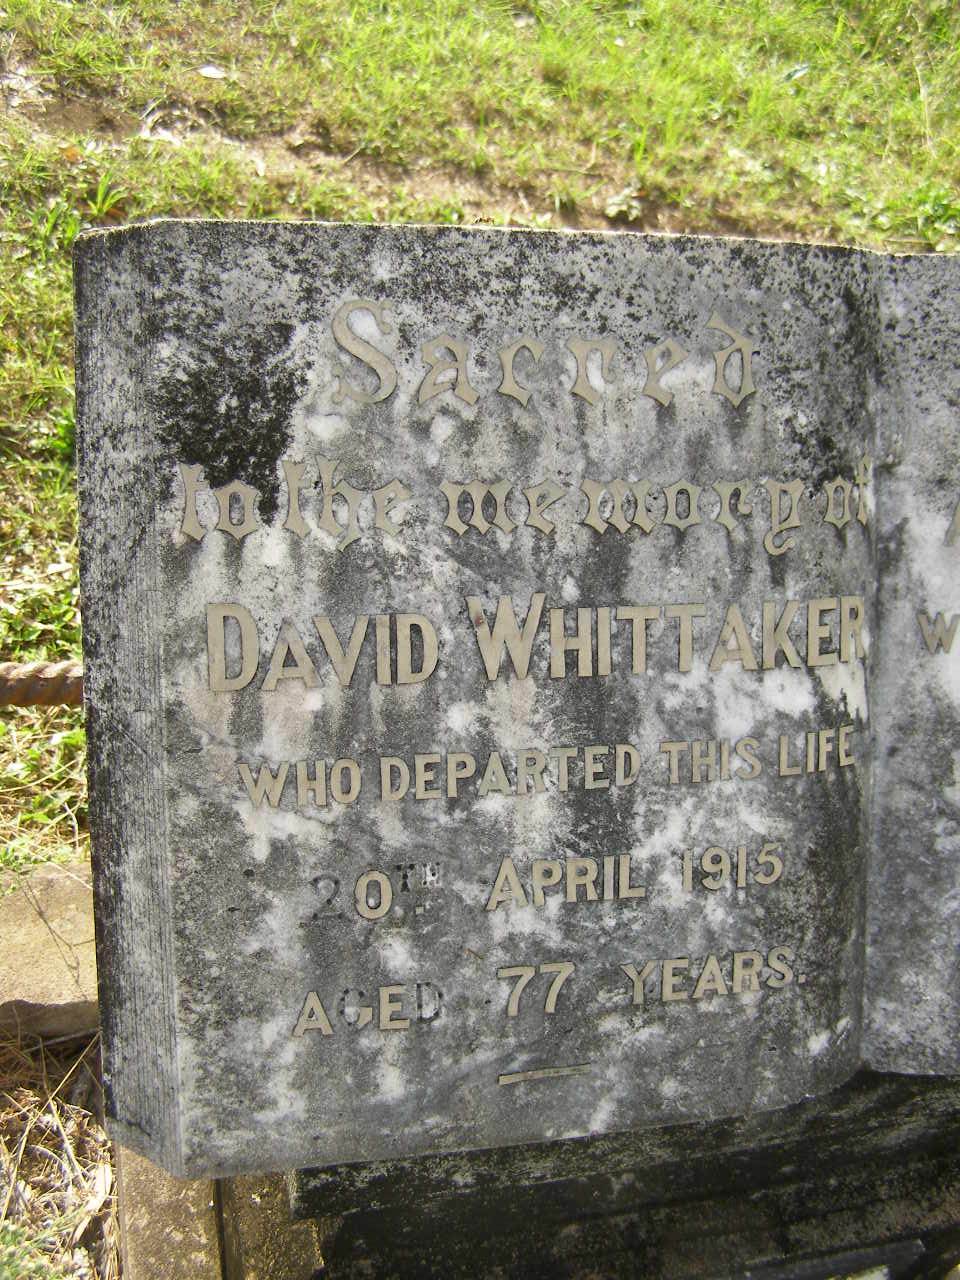 Sacred
to the memory of
DAVID WHITTAKER
WHO DEPARTED THIS LIFE
20TH. APRIL 1915
AGED 77 YEARS.